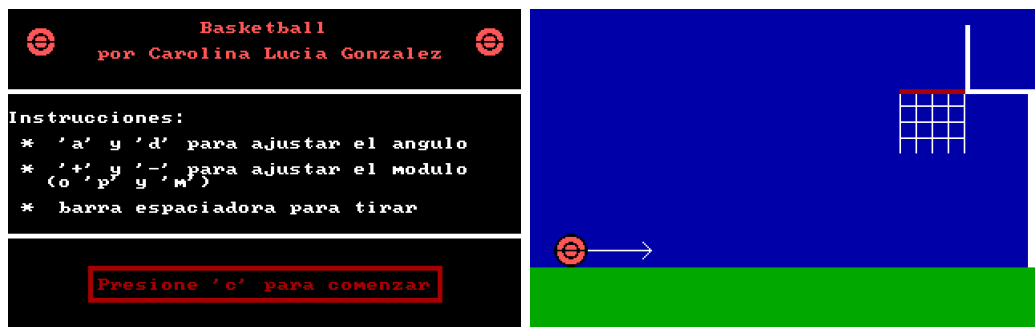 Basketball
por Carolina Lucia Gonzalez
Instrucciones:
* 'a' y 'd' para ajustar el angulo
* '+' y '-' para ajustar el modulo
(o 'p' y 'm')
* barra espaciadora para tirar
Presione 'c' para comenzar